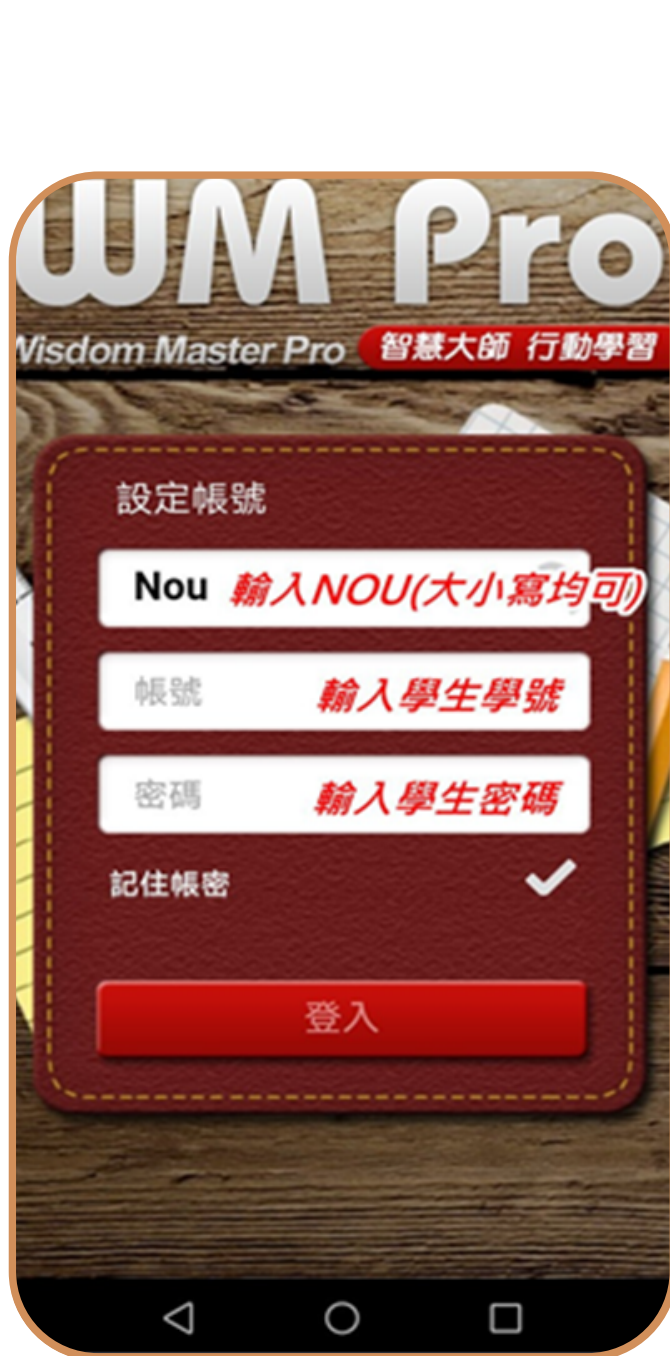 WM Pro
Wisdom Master Pro 智慧大師 行動學習
設定帳號
Nou 輸入NOU(大小寫均可)
帳號 輸入學生學號
密碼 輸入學生密碼
記住帳密
登入